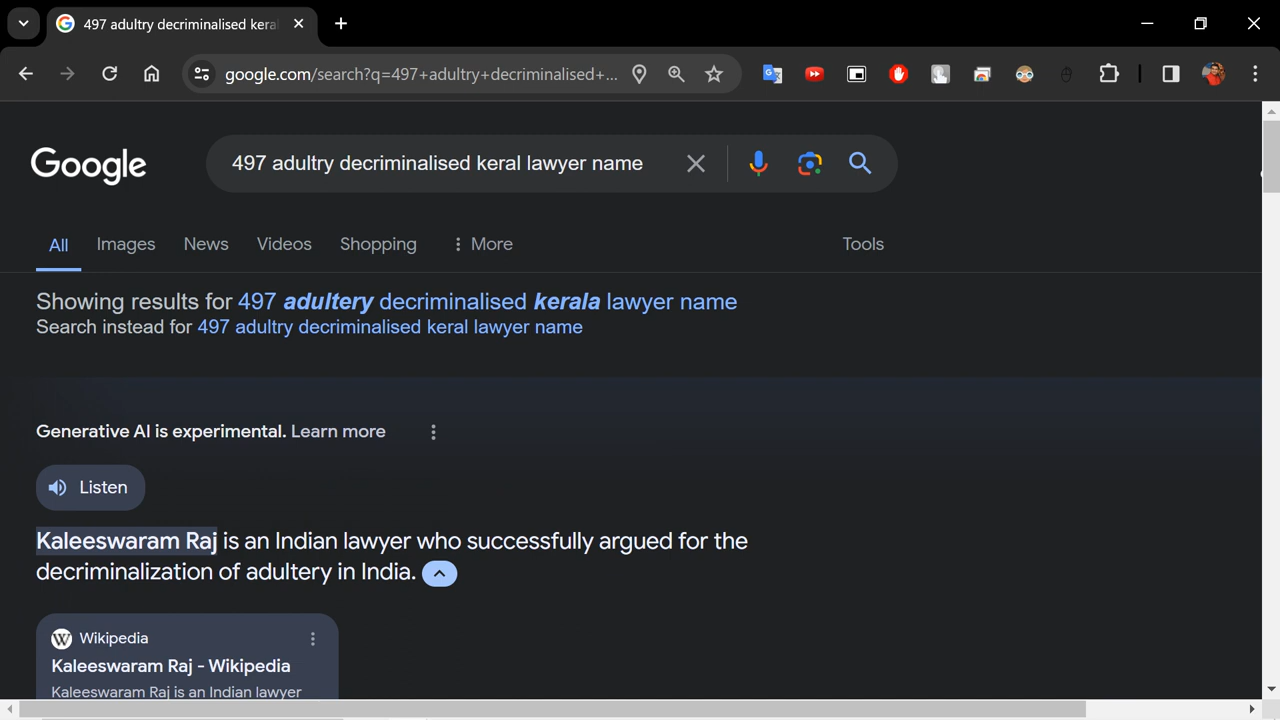 497 adultry decriminalised kera
google.com/search?q=497+adultry+decriminalised+...
Google
497 adultry decriminalised keral lawyer name
All Images News Videos Shopping More Tools
Showing results for 497 adultery decriminalised kerala lawyer name
Search instead for 497 adultry decriminalised keral lawyer name
Generative AI is experimental. Learn more
Listen
Kaleeswaram Raj is an Indian lawyer who successfully argued for the
decriminalization of adultery in India.
W Wikipedia
Kaleeswaram Raj - Wikipedia
Kaleeswaram Raj is an Indian lawyer